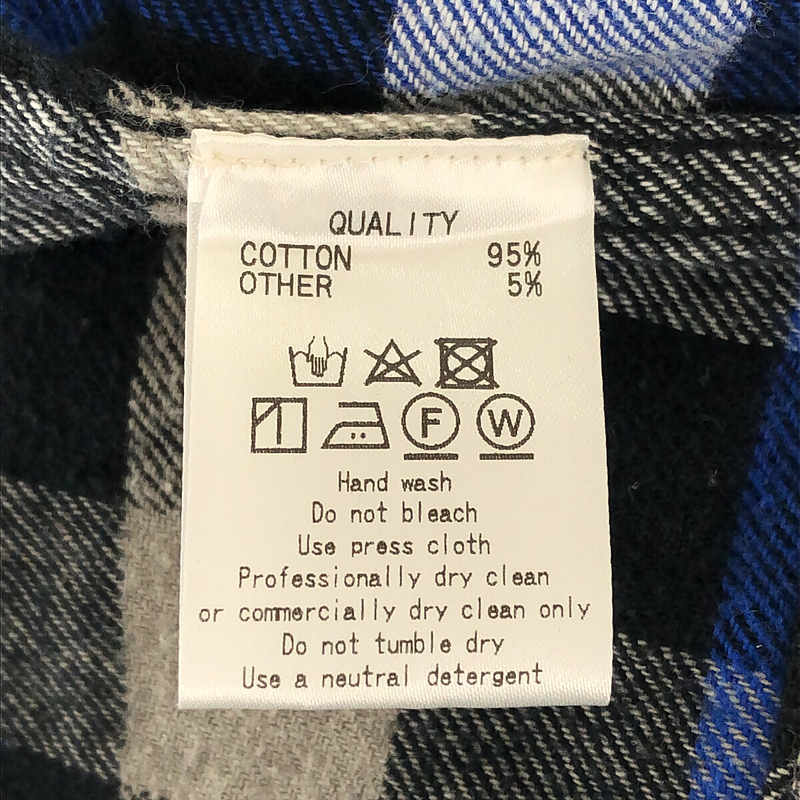 QUALITY
COTTON 95%
OTHER 5%
F W
Hand wash
Do not bleach
Use press cloth
Professionally dry clean
or commercially dry clean only
Do not tumble dry
Use a neutral detergent